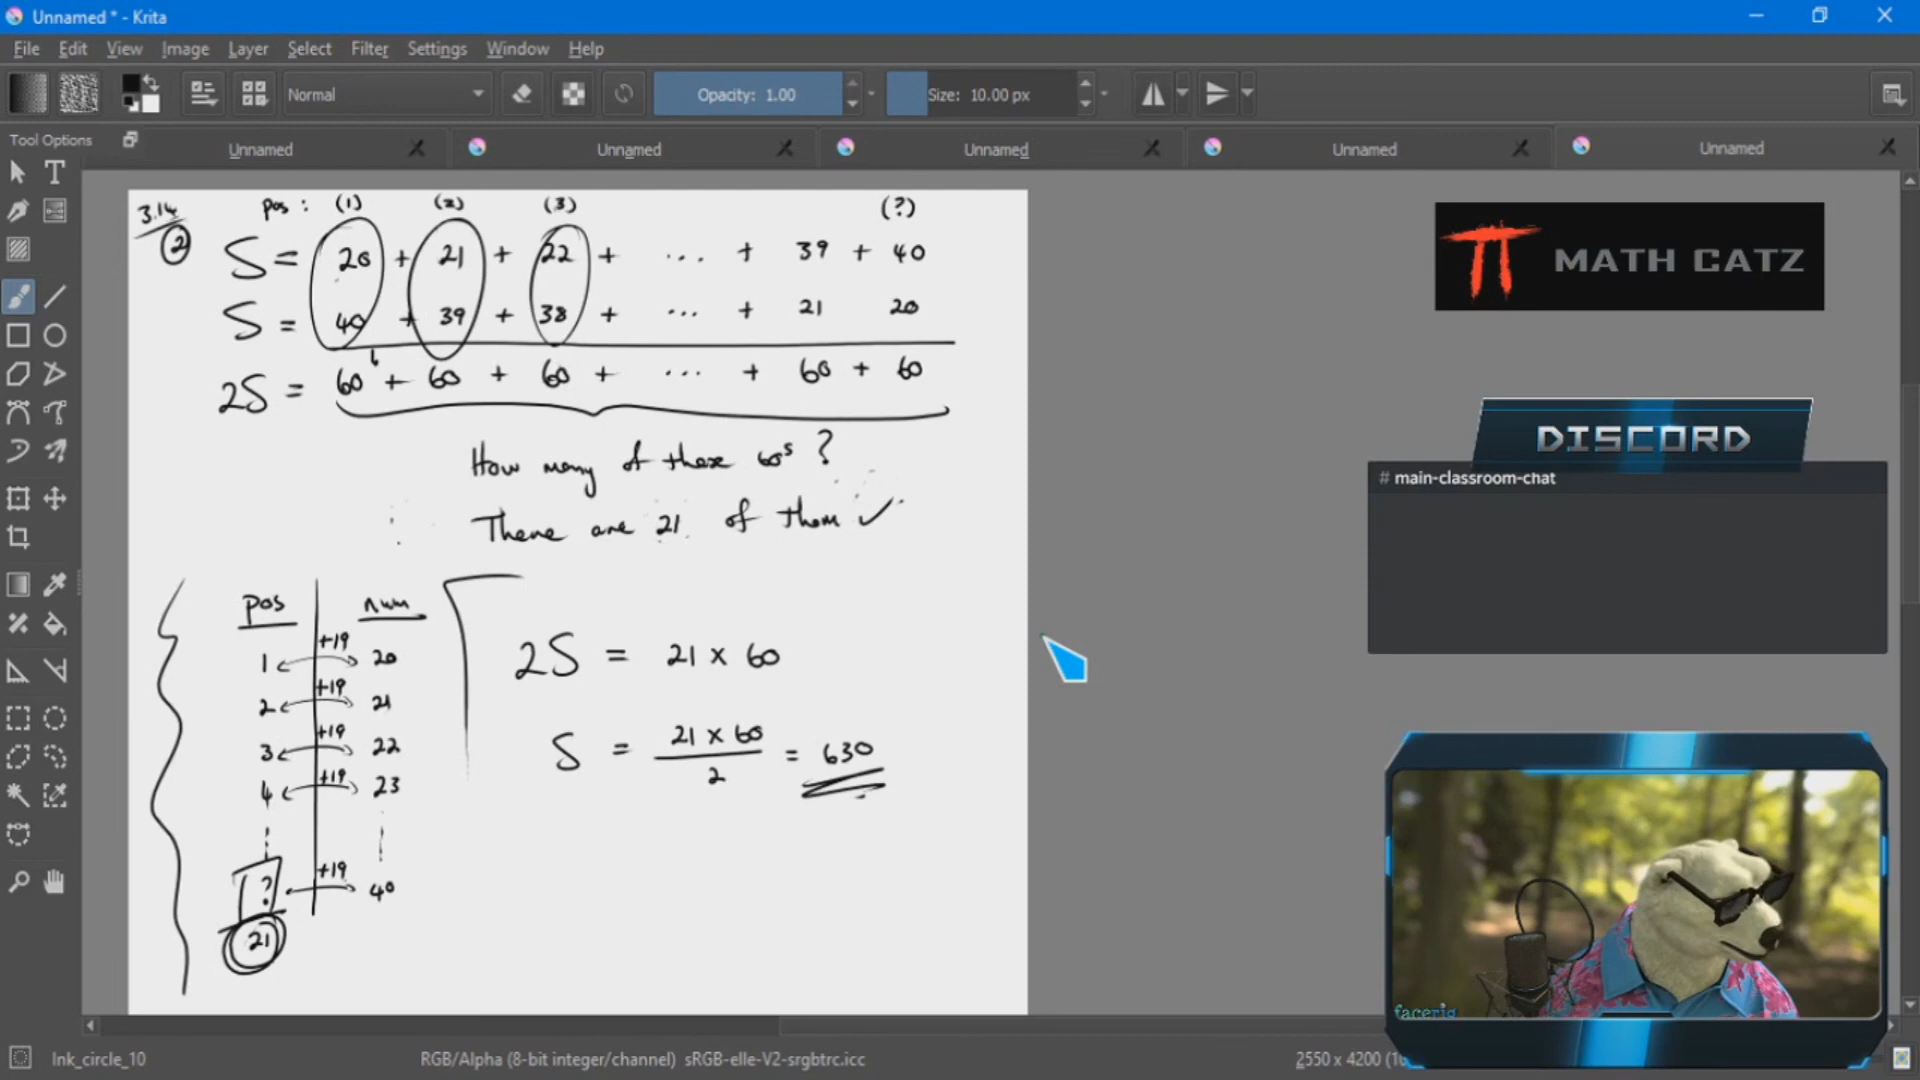 Unnamed * - Krita
File Edit View Image Layer Select Filter Settings Window Help
Normal Opacity: 1.00 Size: 10.00 px
Tool Options
Unnamed Unnamed Unnamed Unnamed Unnamed
3.14 pos : (1) (2) (3) (?)
2
S = 20 + 21 + 22 + ... + 39 + 40
S = 40 + 39 + 38 + ... + 21 20
2S = 60 + 60 + 60 + ... + 60 + 60
How many of these 60s ?
There are 21 of them ✓
pos num
1 +19 20
2 +19 21
3 +19 22
4 +19 23
? +19 40
21
2S = 21 x 60
S = 21 x 60 / 2 = 630
π MATH CATZ
DISCORD
# main-classroom-chat
facerig
Ink_circle_10 RGB/Alpha (8-bit integer/channel) sRGB-elle-V2-srgbtrc.icc 2550 x 4200